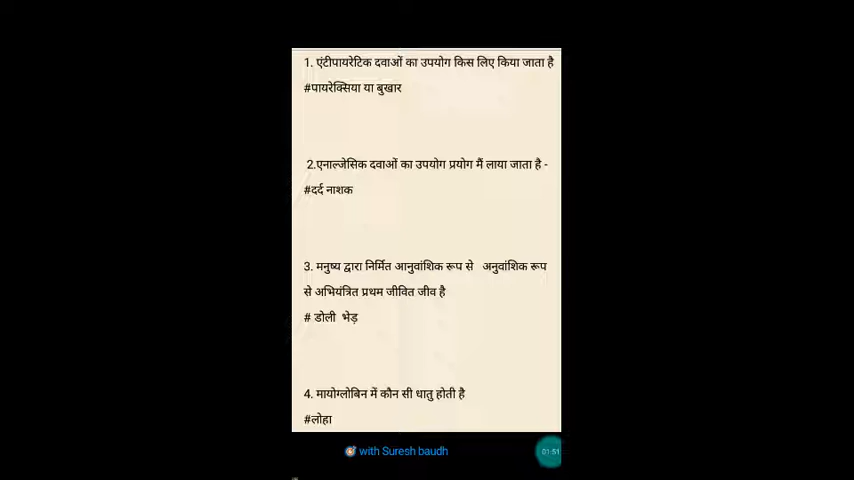 1. एंटीपायरेटिक दवाओं का उपयोग किस लिए किया जाता है
#पायरेक्सिया या बुखार
2.एनाल्जेसिक दवाओं का उपयोग प्रयोग मैं लाया जाता है -
#दर्द नाशक
3. मनुष्य द्वारा निर्मित आनुवांशिक रूप से अनुवांशिक रूप
से अभियंत्रित प्रथम जीवित जीव है
# डोली भेड़
4. मायोग्लोबिन में कौन सी धातु होती है
#लोहा
with Suresh baudh
01:51